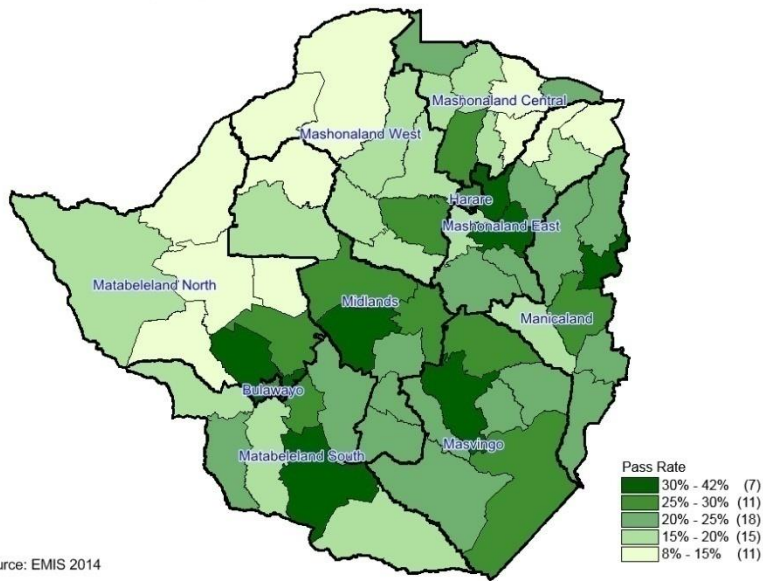 Mashonaland Central
Mashonaland West
Harare
Mashonaland East
Matabeleland North
Midlands
Manicaland
Bulawayo
Masvingo
Matabeleland South
Pass Rate
30% - 42% (7)
25% - 30% (11)
20% - 25% (18)
15% - 20% (15)
8% - 15% (11)
urce: EMIS 2014